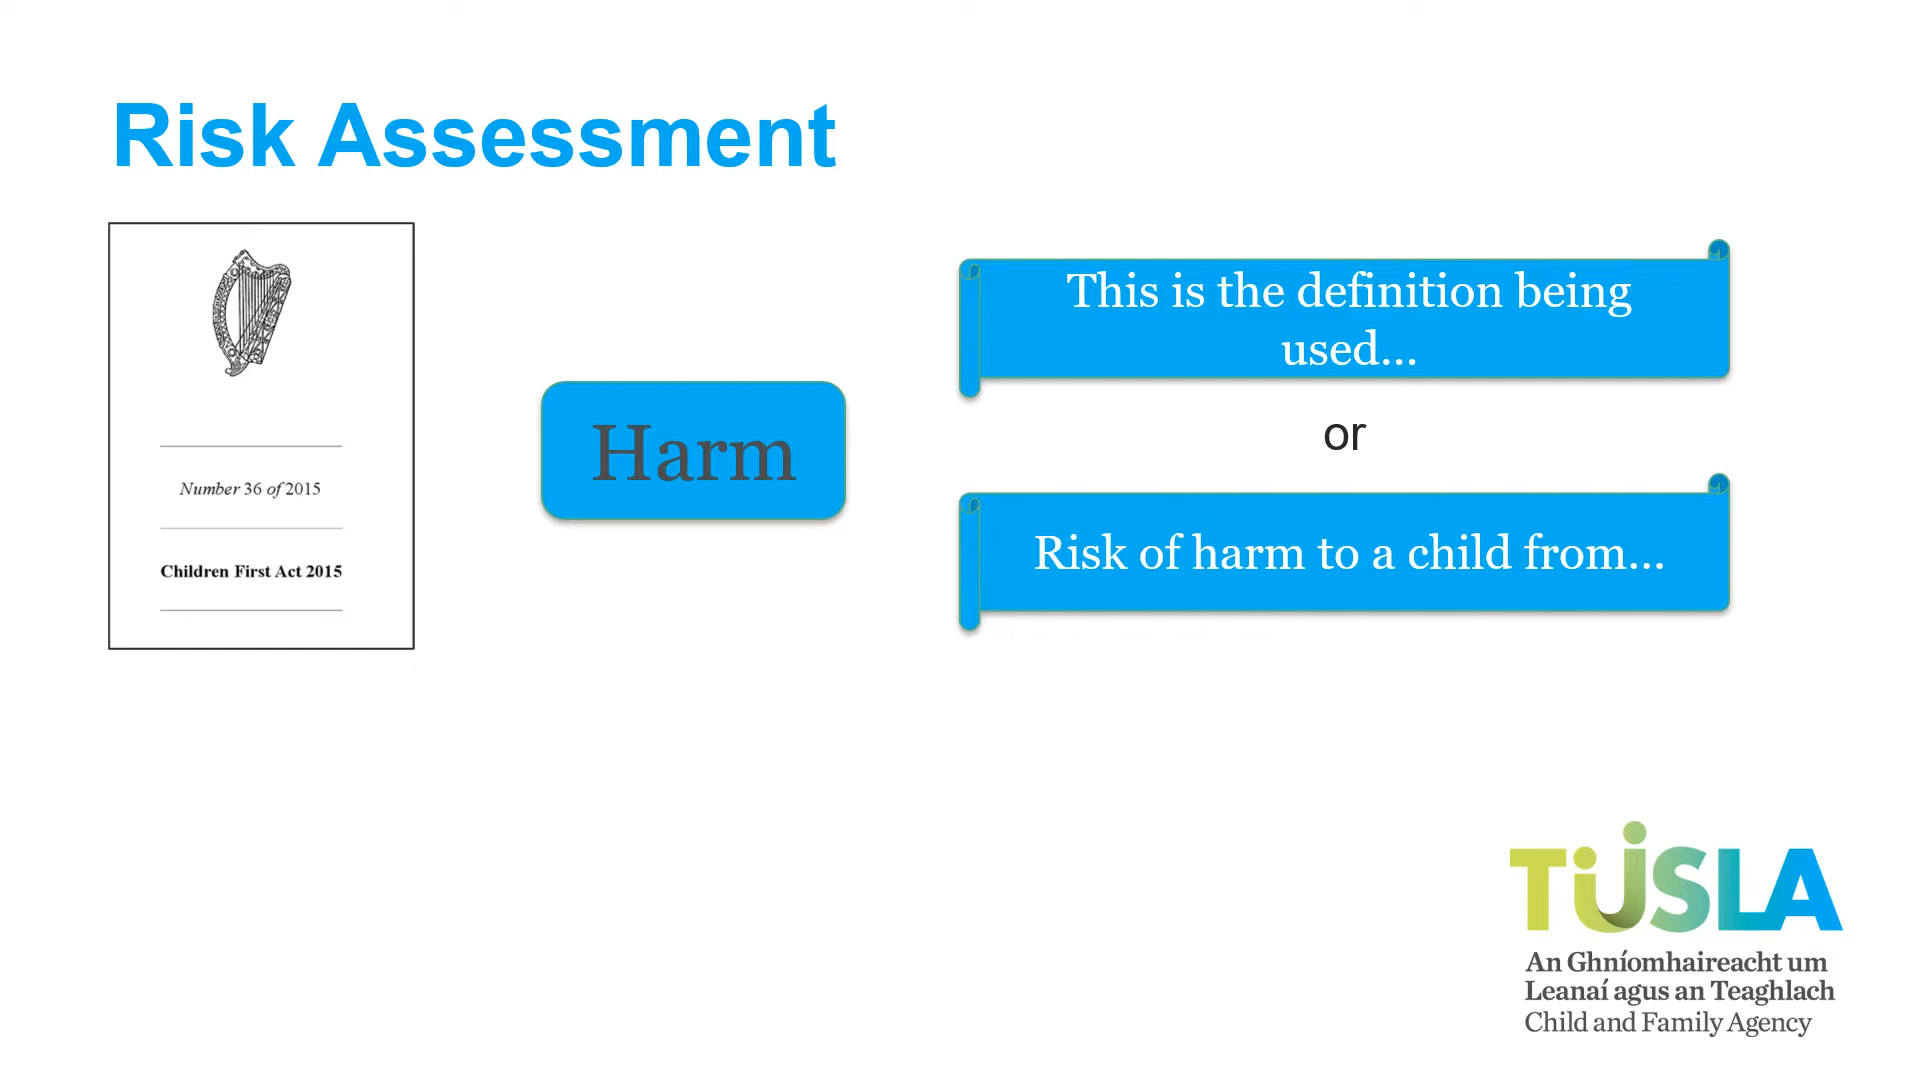 Risk Assessment
Number 36 of 2015
Children First Act 2015
Harm
This is the definition being
used...
or
Risk of harm to a child from...
TUSLA
An Ghníomhaireacht um
Leanaí agus an Teaghlach
Child and Family Agency